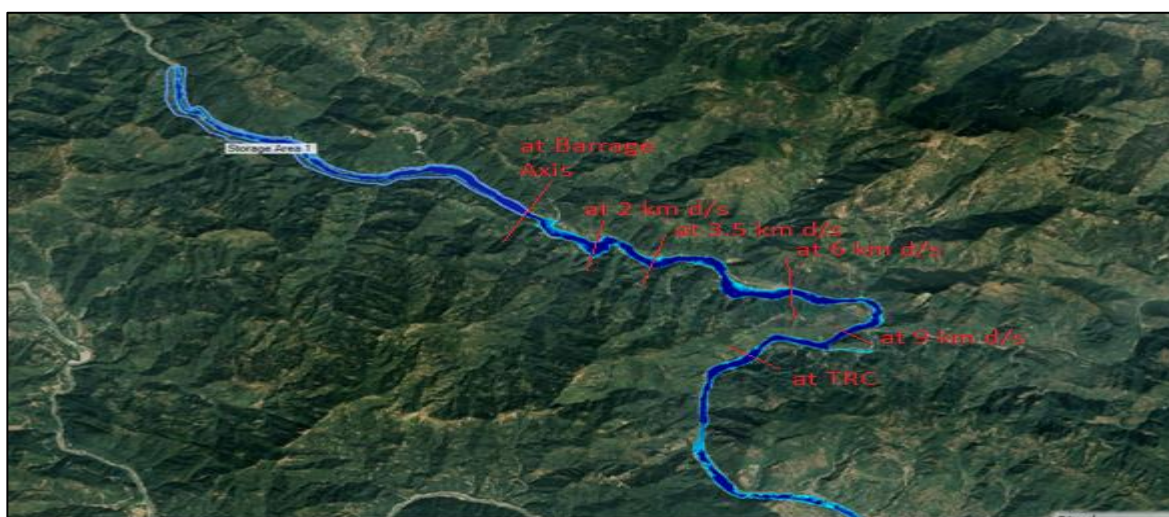 Storage Area 1
at Barrage
Axis
at 2 km d/s
at 3.5 km d/s
at 6 km d/s
at 9 km d/s
at TRC